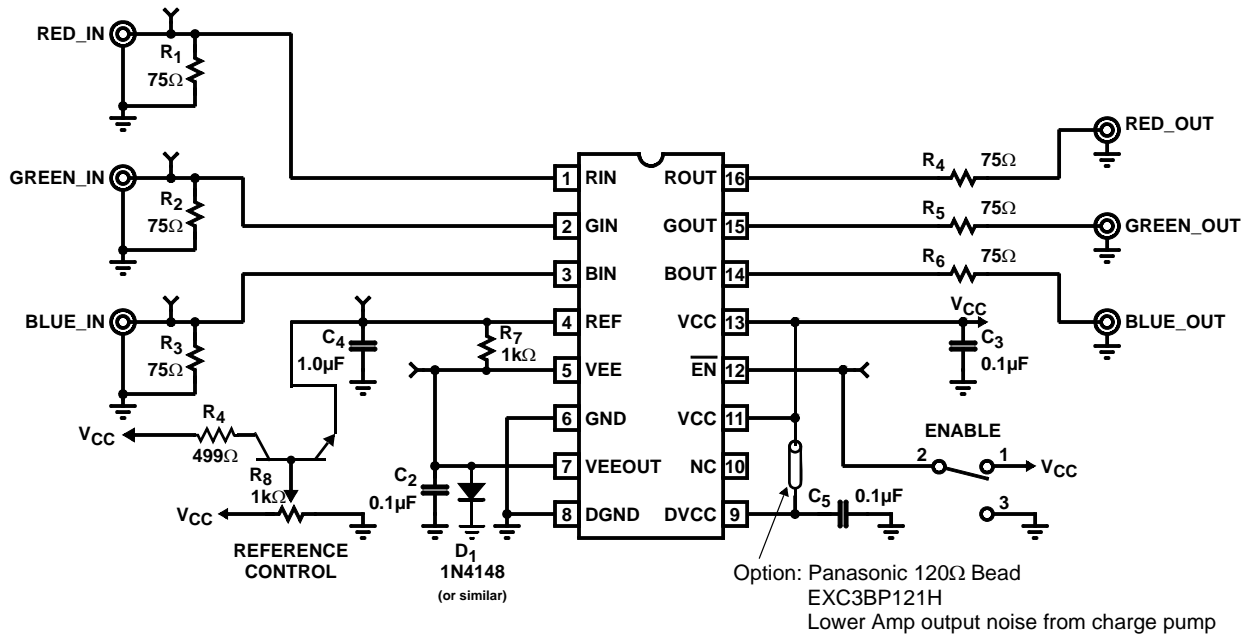 RED_IN
R1
75Ω
GREEN_IN
R2
75Ω
BLUE_IN
R3
75Ω
1 RIN
2 GIN
3 BIN
4 REF
5 VEE
6 GND
7 VEEOUT
8 DGND
ROUT 16
GOUT 15
BOUT 14
VCC 13
EN 12
VCC 11
NC 10
DVCC 9
R4 75Ω
R5 75Ω
R6 75Ω
RED_OUT
GREEN_OUT
BLUE_OUT
VCC
C3
0.1µF
C4
1.0µF
R7
1kΩ
VCC
R4
499Ω
R8
1kΩ
VCC
REFERENCE
CONTROL
C2
0.1µF
D1
1N4148
(or similar)
C5
0.1µF
ENABLE
2
1
VCC
3
Option: Panasonic 120Ω Bead
EXC3BP121H
Lower Amp output noise from charge pump